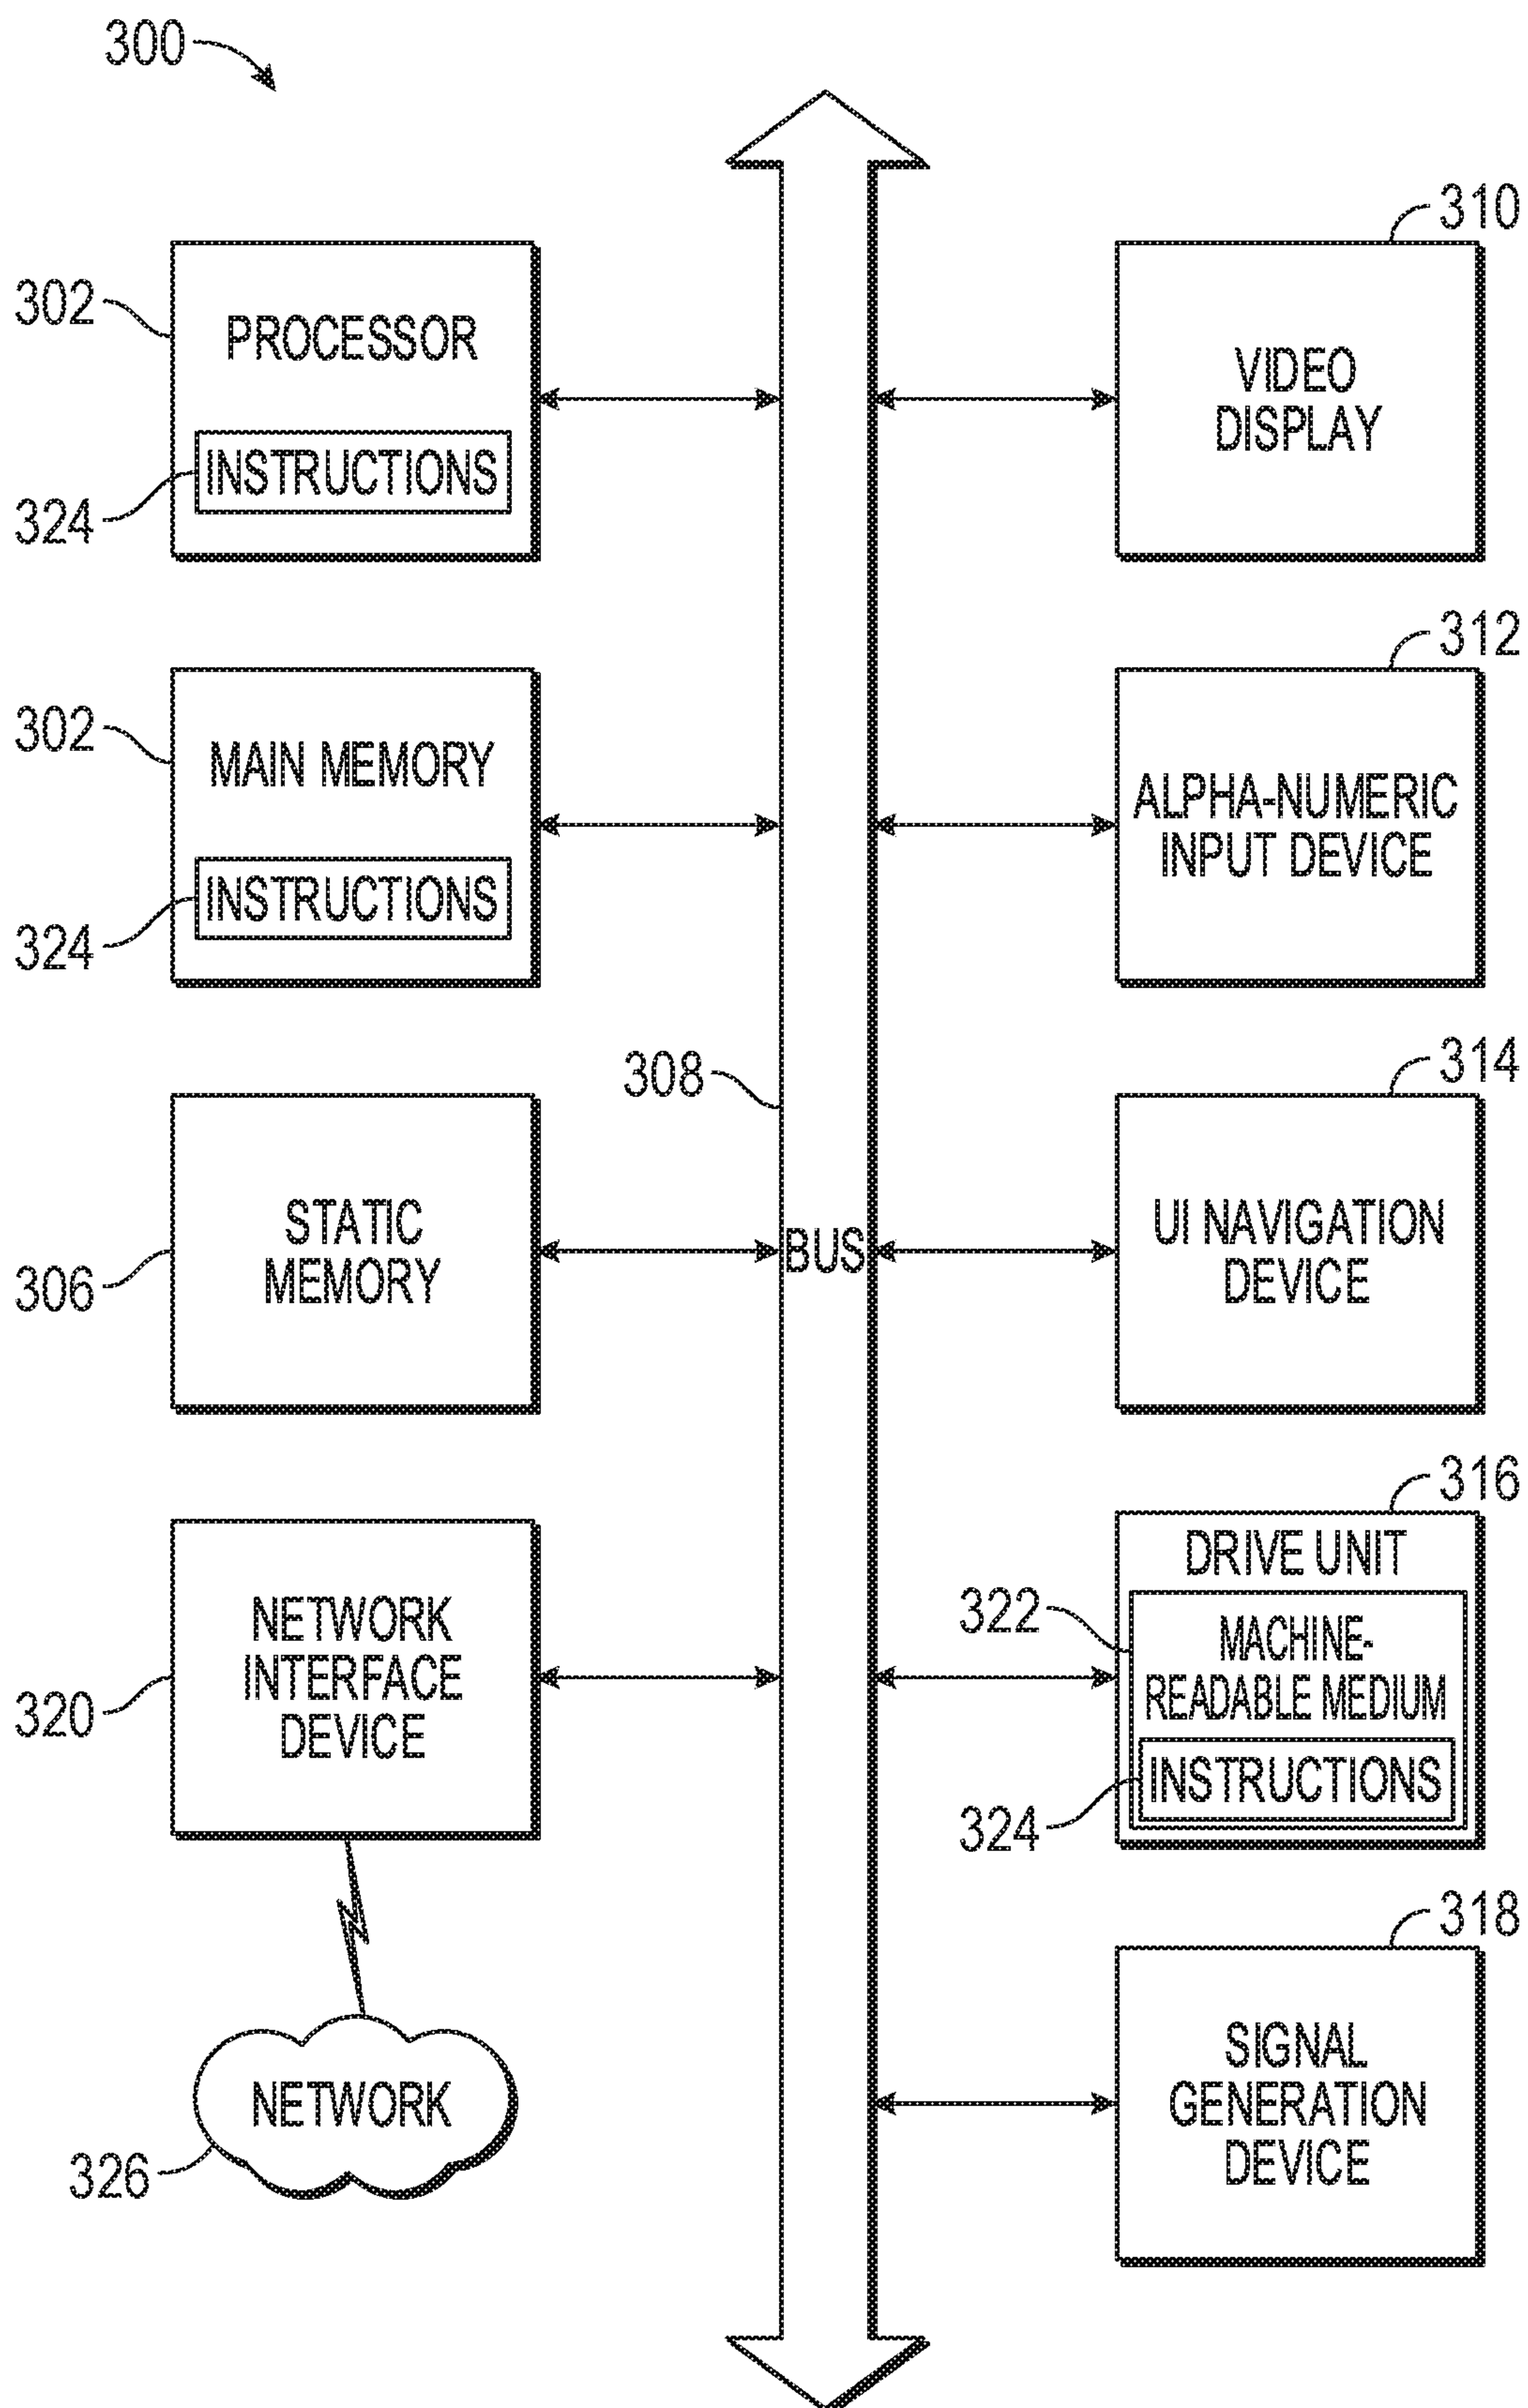 300
302
PROCESSOR
INSTRUCTIONS
324
302
MAIN MEMORY
INSTRUCTIONS
324
306
STATIC
MEMORY
320
NETWORK
INTERFACE
DEVICE
NETWORK
326
308
BUS
310
VIDEO
DISPLAY
312
ALPHA-NUMERIC
INPUT DEVICE
314
UI NAVIGATION
DEVICE
316
DRIVE UNIT
322
MACHINE-
READABLE MEDIUM
INSTRUCTIONS
324
318
SIGNAL
GENERATION
DEVICE